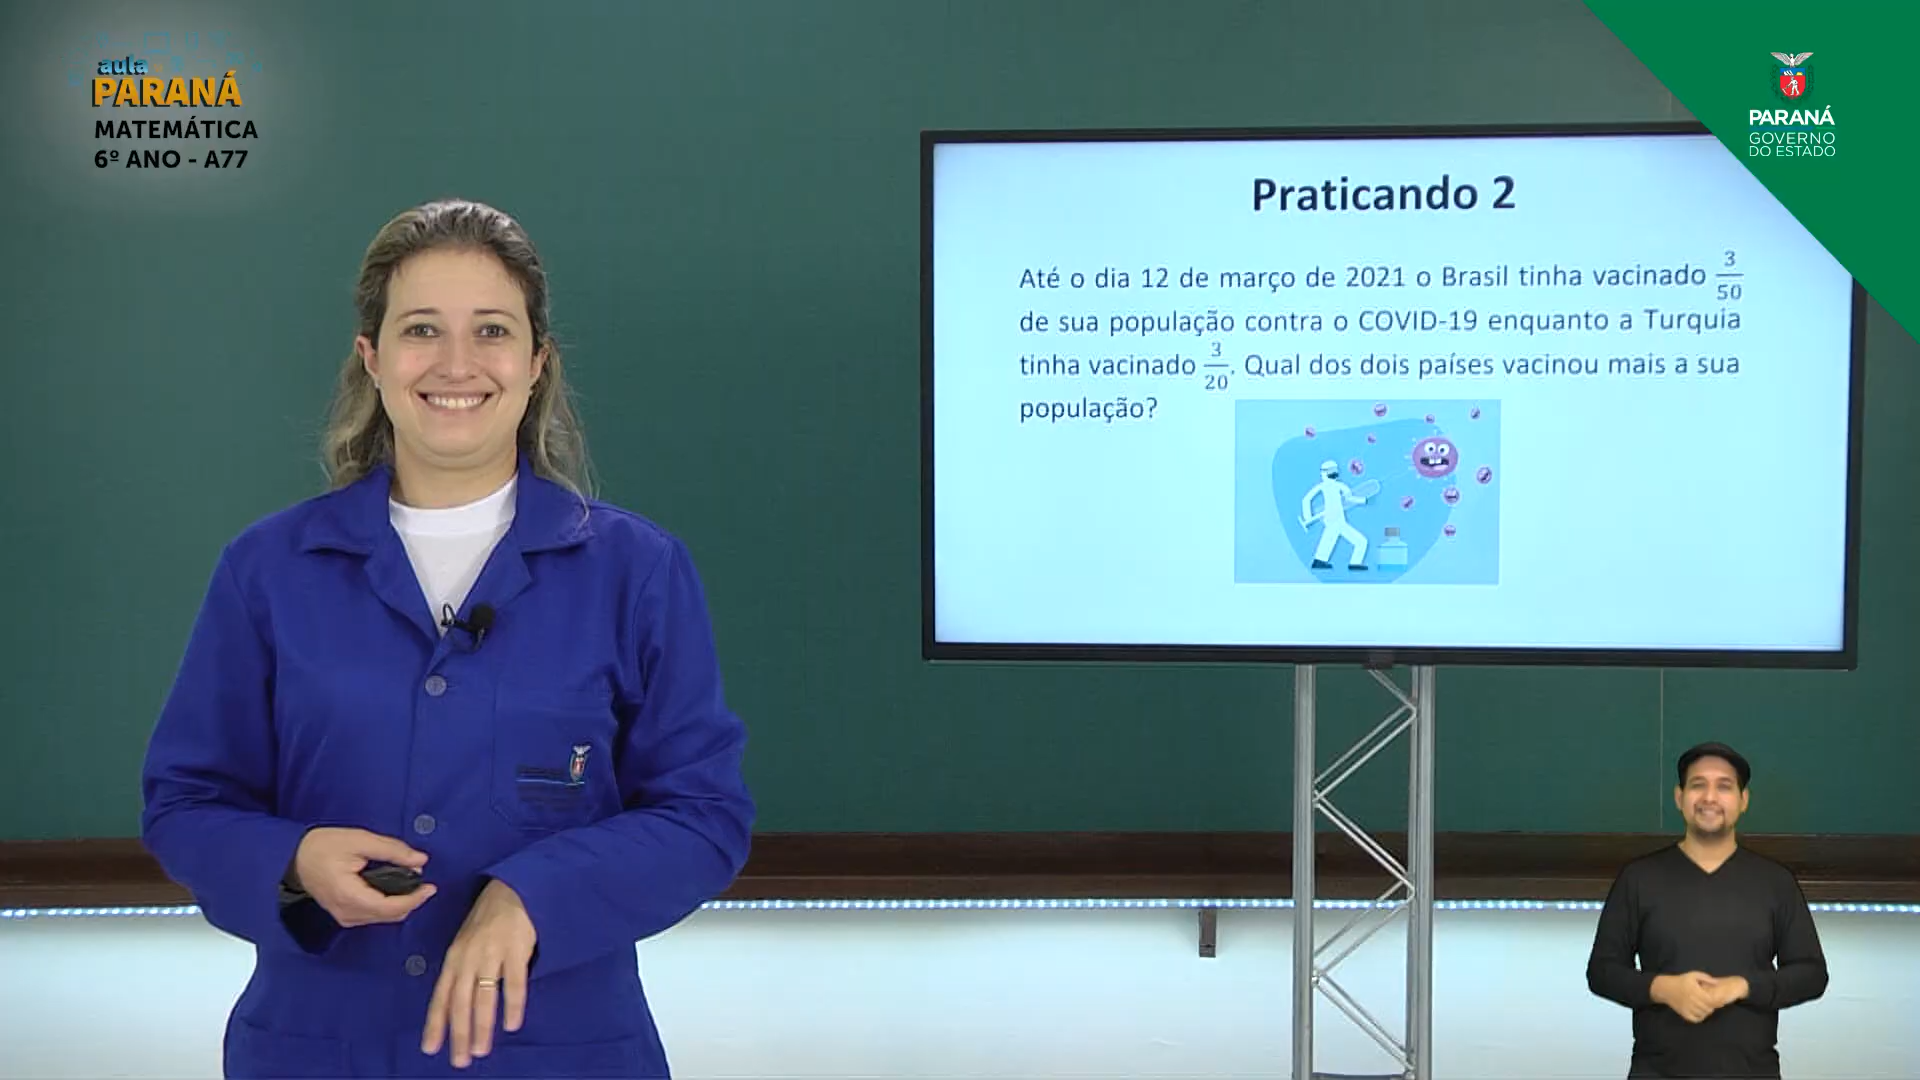 aula
PARANÁ
MATEMÁTICA
6º ANO - A77
PARANÁ
GOVERNO
DO ESTADO
Praticando 2
Até o dia 12 de março de 2021 o Brasil tinha vacinado 3/50
de sua população contra o COVID-19 enquanto a Turquia
tinha vacinado 3/20. Qual dos dois países vacinou mais a sua
população?